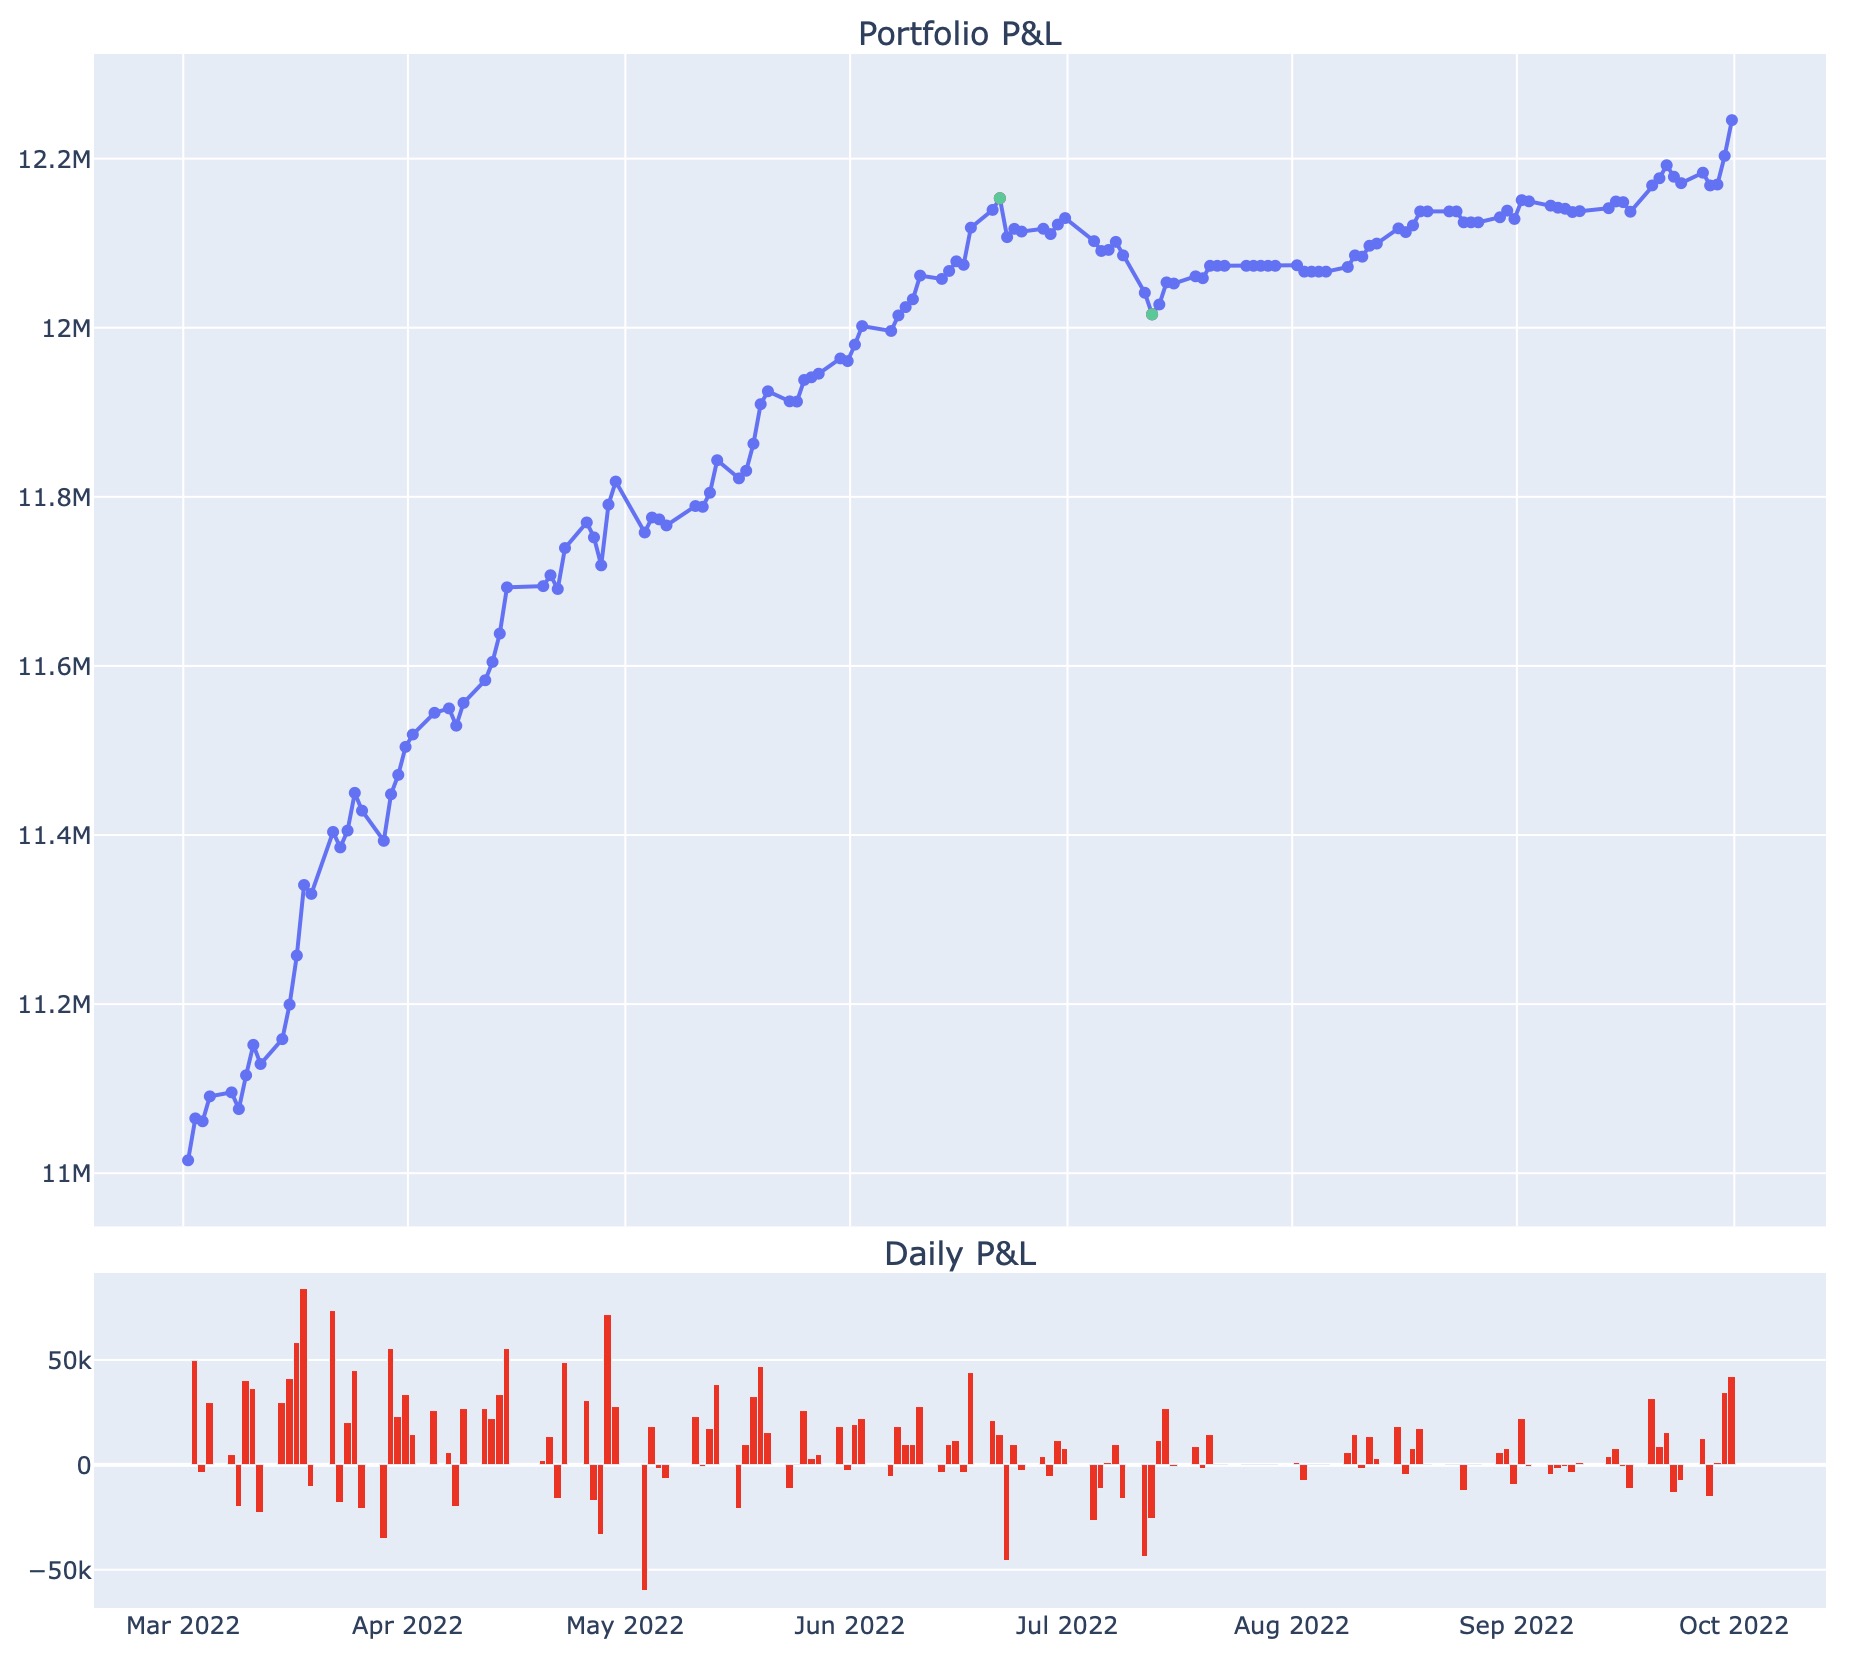 Portfolio P&L
12.2M
12M
11.8M
11.6M
11.4M
11.2M
11M
Daily P&L
50k
0
−50k
Mar 2022
Apr 2022
May 2022
Jun 2022
Jul 2022
Aug 2022
Sep 2022
Oct 2022